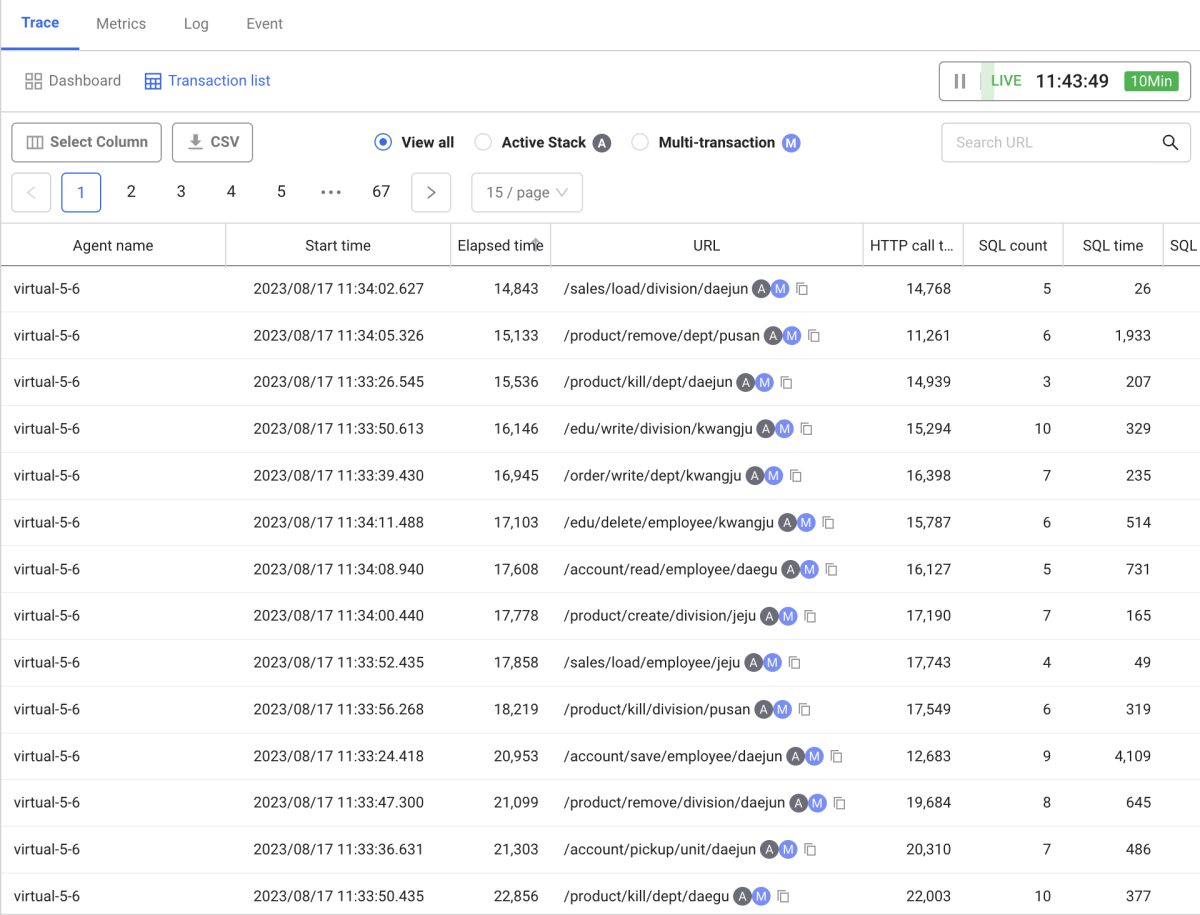 Trace Metrics Log Event
Dashboard Transaction list LIVE 11:43:49 10Min
Select Column CSV View all Active Stack A Multi-transaction M Search URL
1 2 3 4 5 ••• 67 15 / page
Agent name Start time Elapsed time URL HTTP call t... SQL count SQL time SQL
virtual-5-6 2023/08/17 11:34:02.627 14,843 /sales/load/division/daejun A M 14,768 5 26
virtual-5-6 2023/08/17 11:34:05.326 15,133 /product/remove/dept/pusan A M 11,261 6 1,933
virtual-5-6 2023/08/17 11:33:26.545 15,536 /product/kill/dept/daejun A M 14,939 3 207
virtual-5-6 2023/08/17 11:33:50.613 16,146 /edu/write/division/kwangju A M 15,294 10 329
virtual-5-6 2023/08/17 11:33:39.430 16,945 /order/write/dept/kwangju A M 16,398 7 235
virtual-5-6 2023/08/17 11:34:11.488 17,103 /edu/delete/employee/kwangju A M 15,787 6 514
virtual-5-6 2023/08/17 11:34:08.940 17,608 /account/read/employee/daegu A M 16,127 5 731
virtual-5-6 2023/08/17 11:34:00.440 17,778 /product/create/division/jeju A M 17,190 7 165
virtual-5-6 2023/08/17 11:33:52.435 17,858 /sales/load/employee/jeju A M 17,743 4 49
virtual-5-6 2023/08/17 11:33:56.268 18,219 /product/kill/division/pusan A M 17,549 6 319
virtual-5-6 2023/08/17 11:33:24.418 20,953 /account/save/employee/daejun A M 12,683 9 4,109
virtual-5-6 2023/08/17 11:33:47.300 21,099 /product/remove/division/daejun A M 19,684 8 645
virtual-5-6 2023/08/17 11:33:36.631 21,303 /account/pickup/unit/daejun A M 20,310 7 486
virtual-5-6 2023/08/17 11:33:50.435 22,856 /product/kill/dept/daegu A M 22,003 10 377